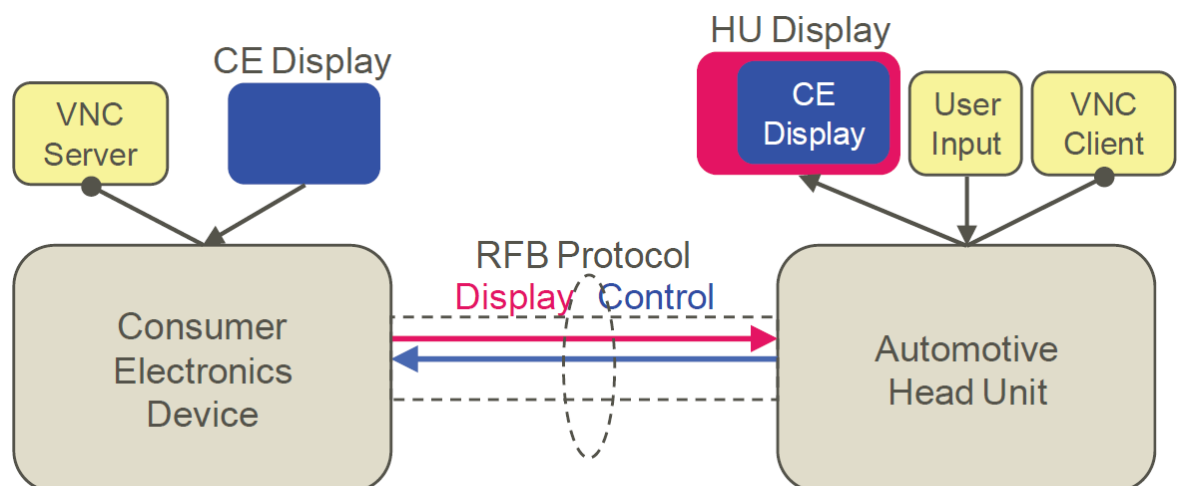 HU Display
CE Display
VNC
Server
CE
Display
User
Input
VNC
Client
RFB Protocol
Display Control
Consumer
Electronics
Device
Automotive
Head Unit